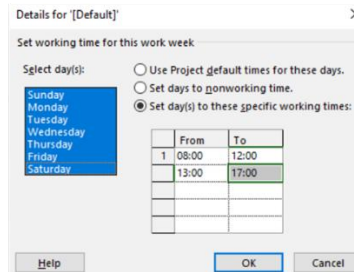 Details for '[Default]'
Set working time for this work week
Select day(s):
Sunday
Monday
Tuesday
Wednesday
Thursday
Friday
Saturday
Use Project default times for these days.
Set days to nonworking time.
Set day(s) to these specific working times:
From To
1 08:00 12:00
13:00 17:00
Help OK Cancel